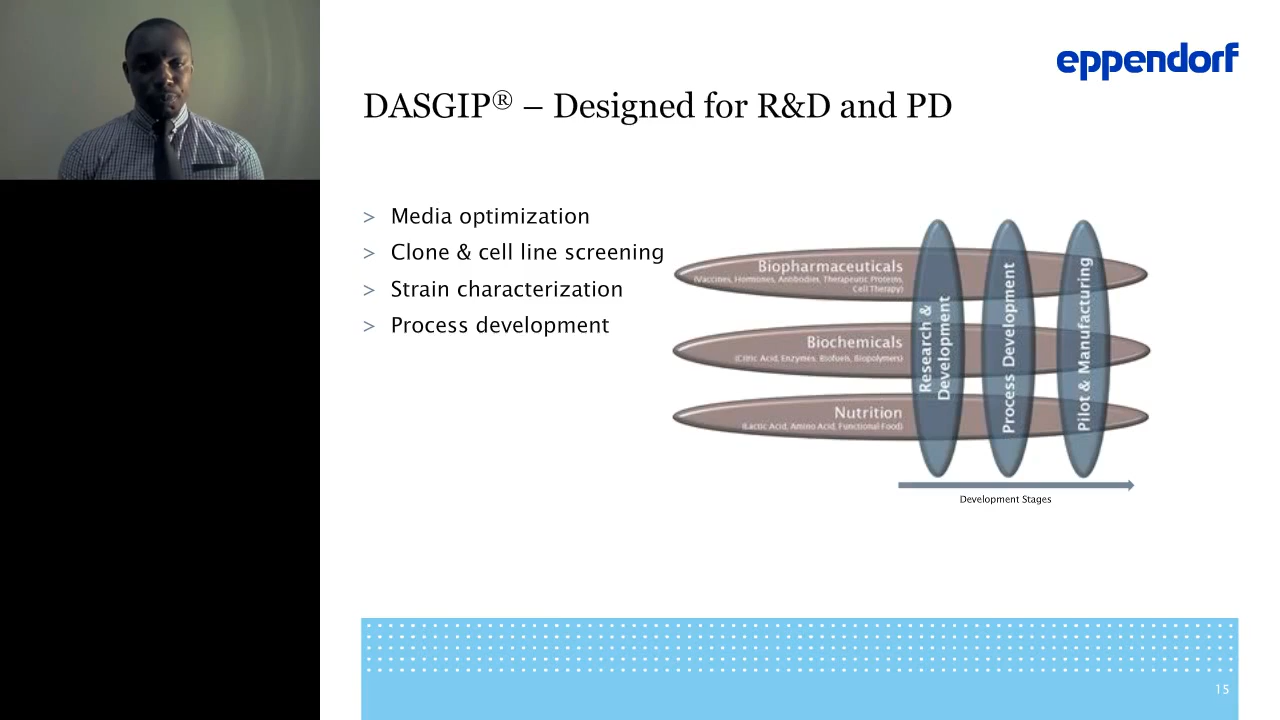 eppendorf
DASGIP® – Designed for R&D and PD
> Media optimization
> Clone & cell line screening
> Strain characterization
> Process development
Biopharmaceuticals
(Vaccines, Hormones, Antibodies, Therapeutic Proteins,
Cell Therapy)
Biochemicals
(Citric Acid, Enzymes, Biofuels, Biopolymers)
Nutrition
(Lactic Acid, Amino Acid, Functional Food)
Research &
Development
Process Development
Pilot & Manufacturing
Development Stages
15